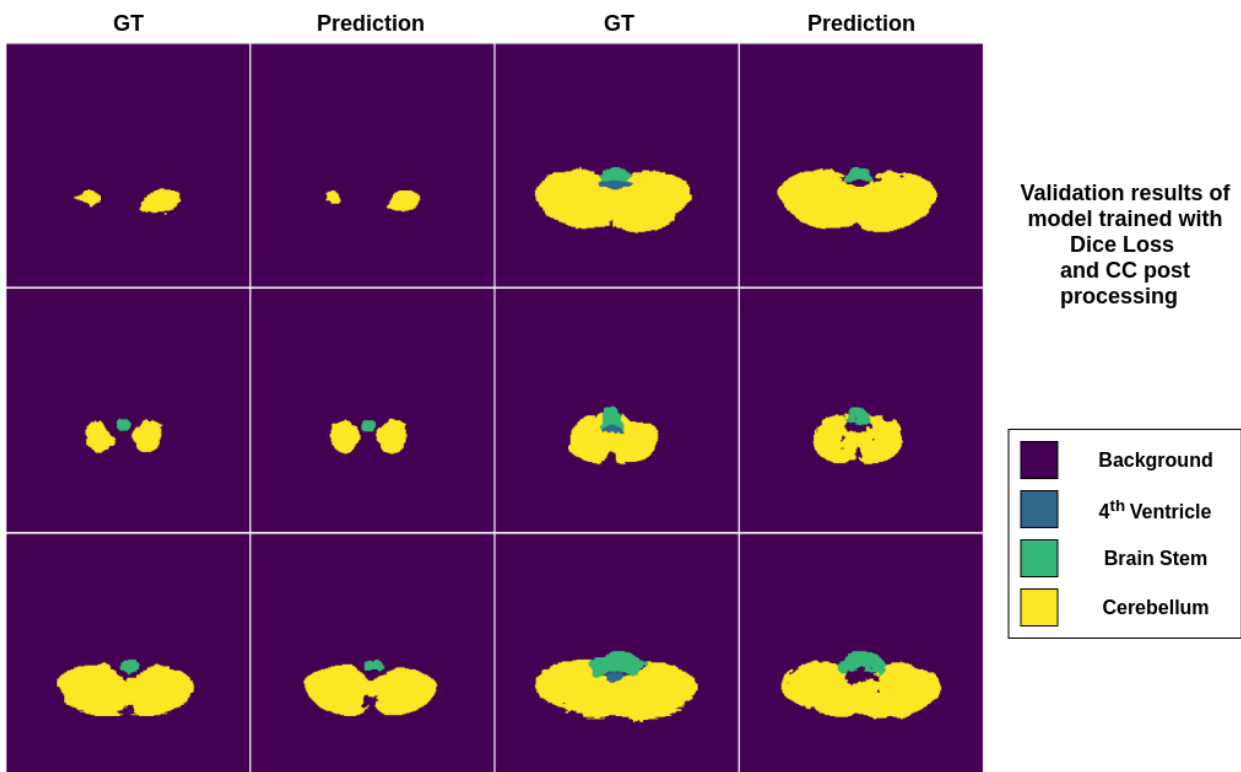 GT
Prediction
GT
Prediction
Validation results of
model trained with
Dice Loss
and CC post
processing
Background
4th Ventricle
Brain Stem
Cerebellum